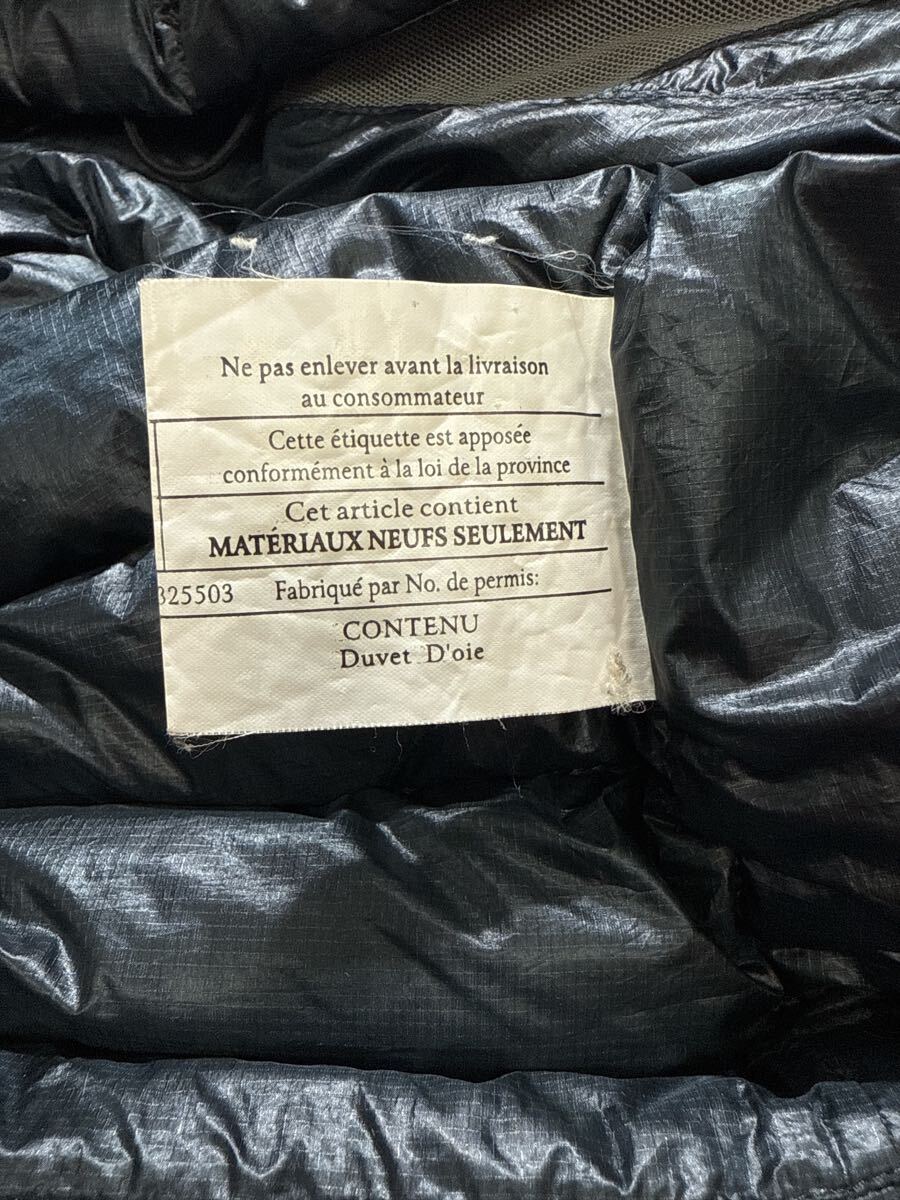 Ne pas enlever avant la livraison
au consommateur
Cette étiquette est apposée
conformément à la loi de la province
Cet article contient
MATÉRIAUX NEUFS SEULEMENT
325503 Fabriqué par No. de permis:
CONTENU
Duvet D'oie